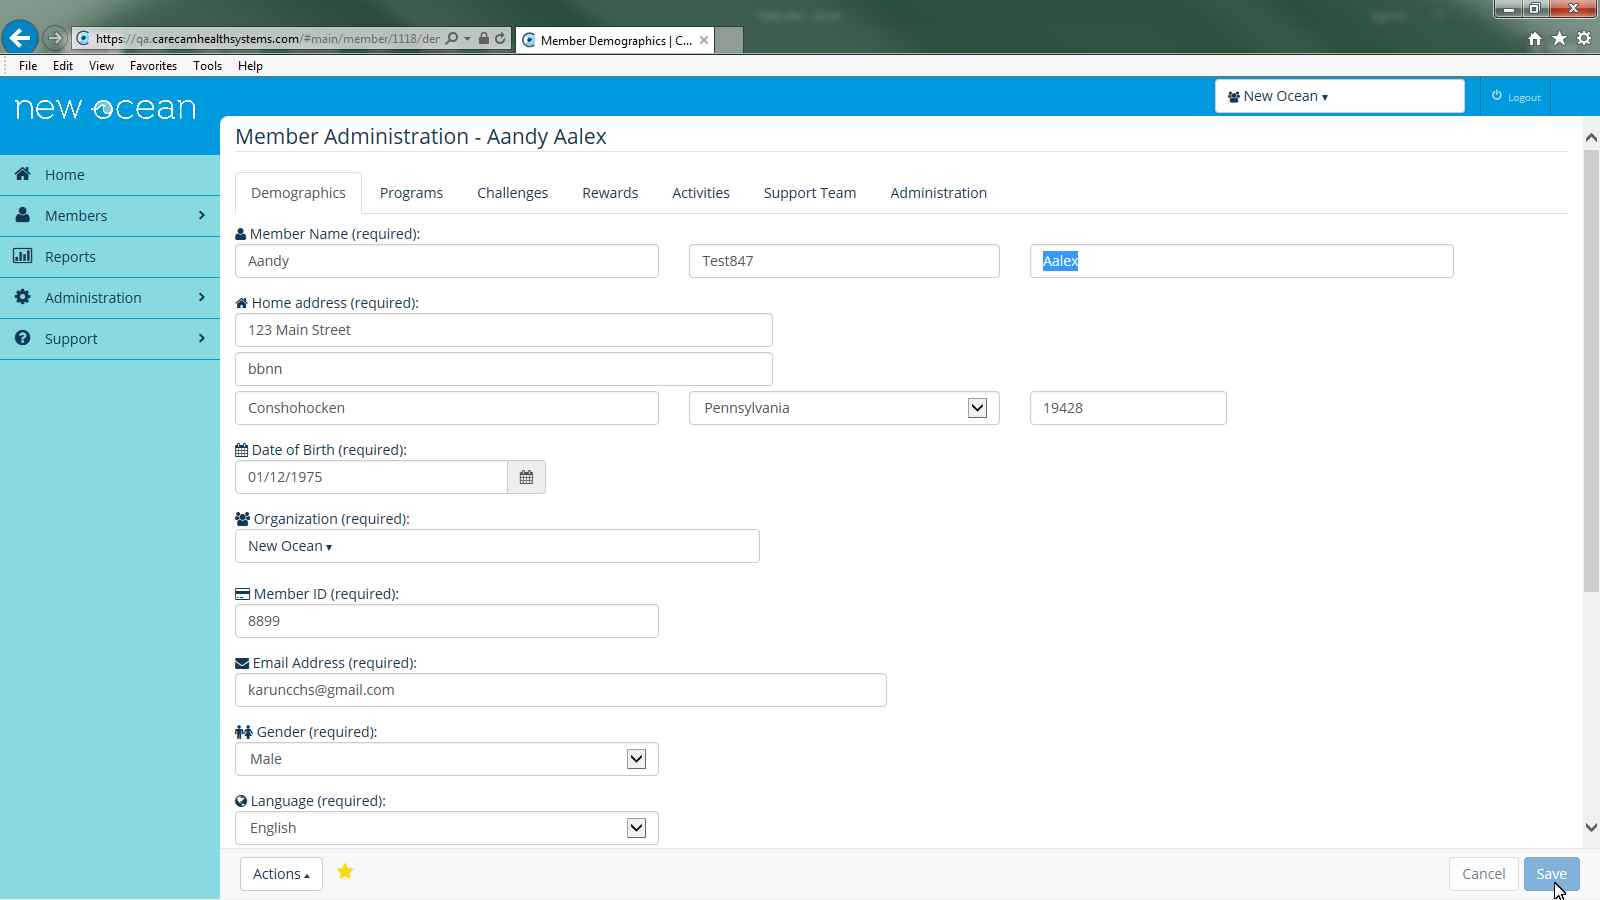 https://qa.carecamhealthsystems.com/#main/member/1118/der
Member Demographics | C...
File Edit View Favorites Tools Help
new ocean
New Ocean
Logout
Member Administration - Aandy Aalex
Home
Members
Reports
Administration
Support
Demographics Programs Challenges Rewards Activities Support Team Administration
Member Name (required):
Aandy Test847 Aalex
Home address (required):
123 Main Street
bbnn
Conshohocken Pennsylvania 19428
Date of Birth (required):
01/12/1975
Organization (required):
New Ocean
Member ID (required):
8899
Email Address (required):
karuncchs@gmail.com
Gender (required):
Male
Language (required):
English
Actions Cancel Save